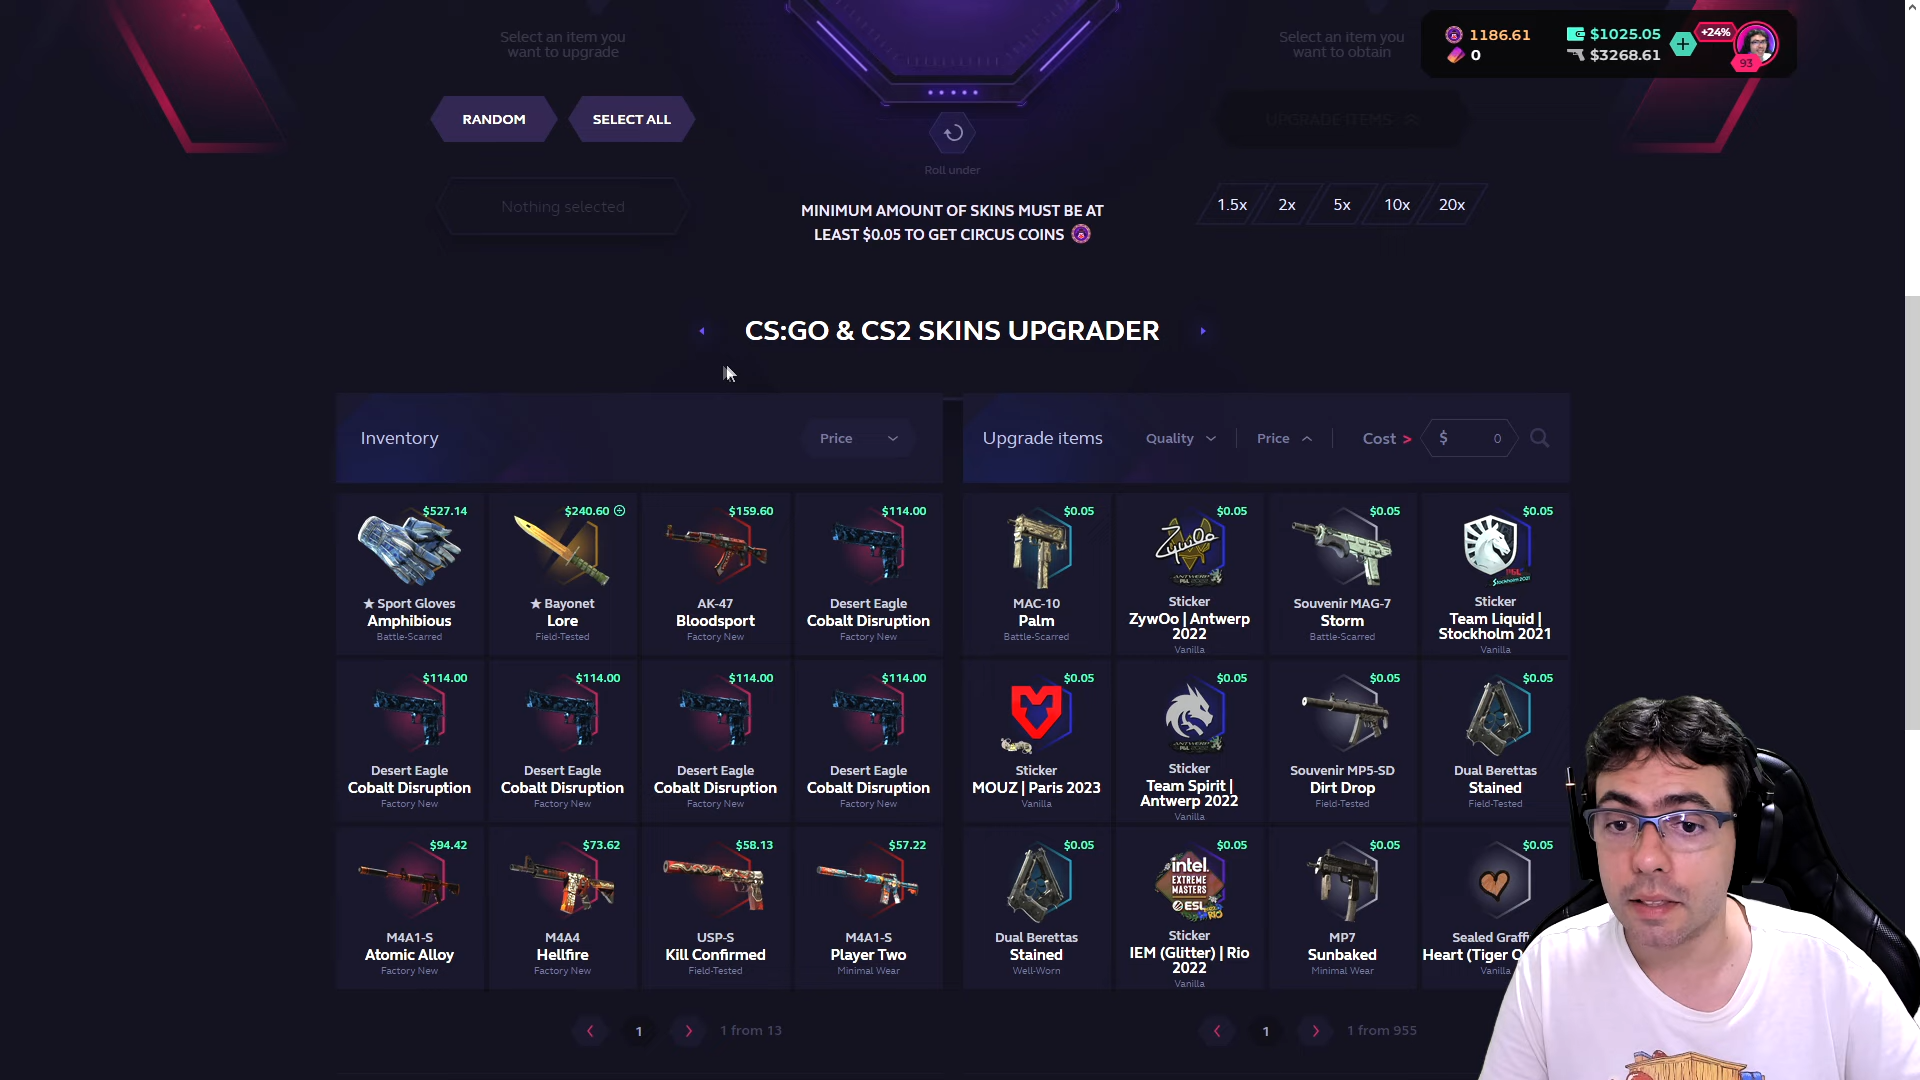 Select an item you
want to upgrade
Select an item you
want to obtain
1186.61
0
$1025.05
$3268.61
+24%
93
RANDOM
SELECT ALL
UPGRADE ITEMS
Roll under
Nothing selected
MINIMUM AMOUNT OF SKINS MUST BE AT
LEAST $0.05 TO GET CIRCUS COINS
1.5x
2x
5x
10x
20x
CS:GO & CS2 SKINS UPGRADER
Inventory
Price
Upgrade items
Quality
Price
Cost >
$
0
$527.14
★ Sport Gloves
Amphibious
Battle-Scarred
$240.60
★ Bayonet
Lore
Field-Tested
$159.60
AK-47
Bloodsport
Factory New
$114.00
Desert Eagle
Cobalt Disruption
Factory New
$0.05
MAC-10
Palm
Battle-Scarred
$0.05
Sticker
ZywOo | Antwerp
2022
Vanilla
$0.05
Souvenir MAG-7
Storm
Battle-Scarred
$0.05
Sticker
Team Liquid |
Stockholm 2021
Vanilla
$114.00
Desert Eagle
Cobalt Disruption
Factory New
$114.00
Desert Eagle
Cobalt Disruption
Factory New
$114.00
Desert Eagle
Cobalt Disruption
Factory New
$114.00
Desert Eagle
Cobalt Disruption
Factory New
$0.05
Sticker
MOUZ | Paris 2023
Vanilla
$0.05
Sticker
Team Spirit |
Antwerp 2022
Vanilla
$0.05
Souvenir MP5-SD
Dirt Drop
Field-Tested
$0.05
Dual Berettas
Stained
Field-Tested
$94.42
M4A1-S
Atomic Alloy
Factory New
$73.62
M4A4
Hellfire
Factory New
$58.13
USP-S
Kill Confirmed
Field-Tested
$57.22
M4A1-S
Player Two
Minimal Wear
$0.05
Dual Berettas
Stained
Well-Worn
$0.05
intel
EXTREME
MASTERS
ESL
RIO
Sticker
IEM (Glitter) | Rio
2022
Vanilla
$0.05
MP7
Sunbaked
Minimal Wear
$0.05
Sealed Graff
Heart (Tiger O
Vanilla
1
1 from 13
1
1 from 955